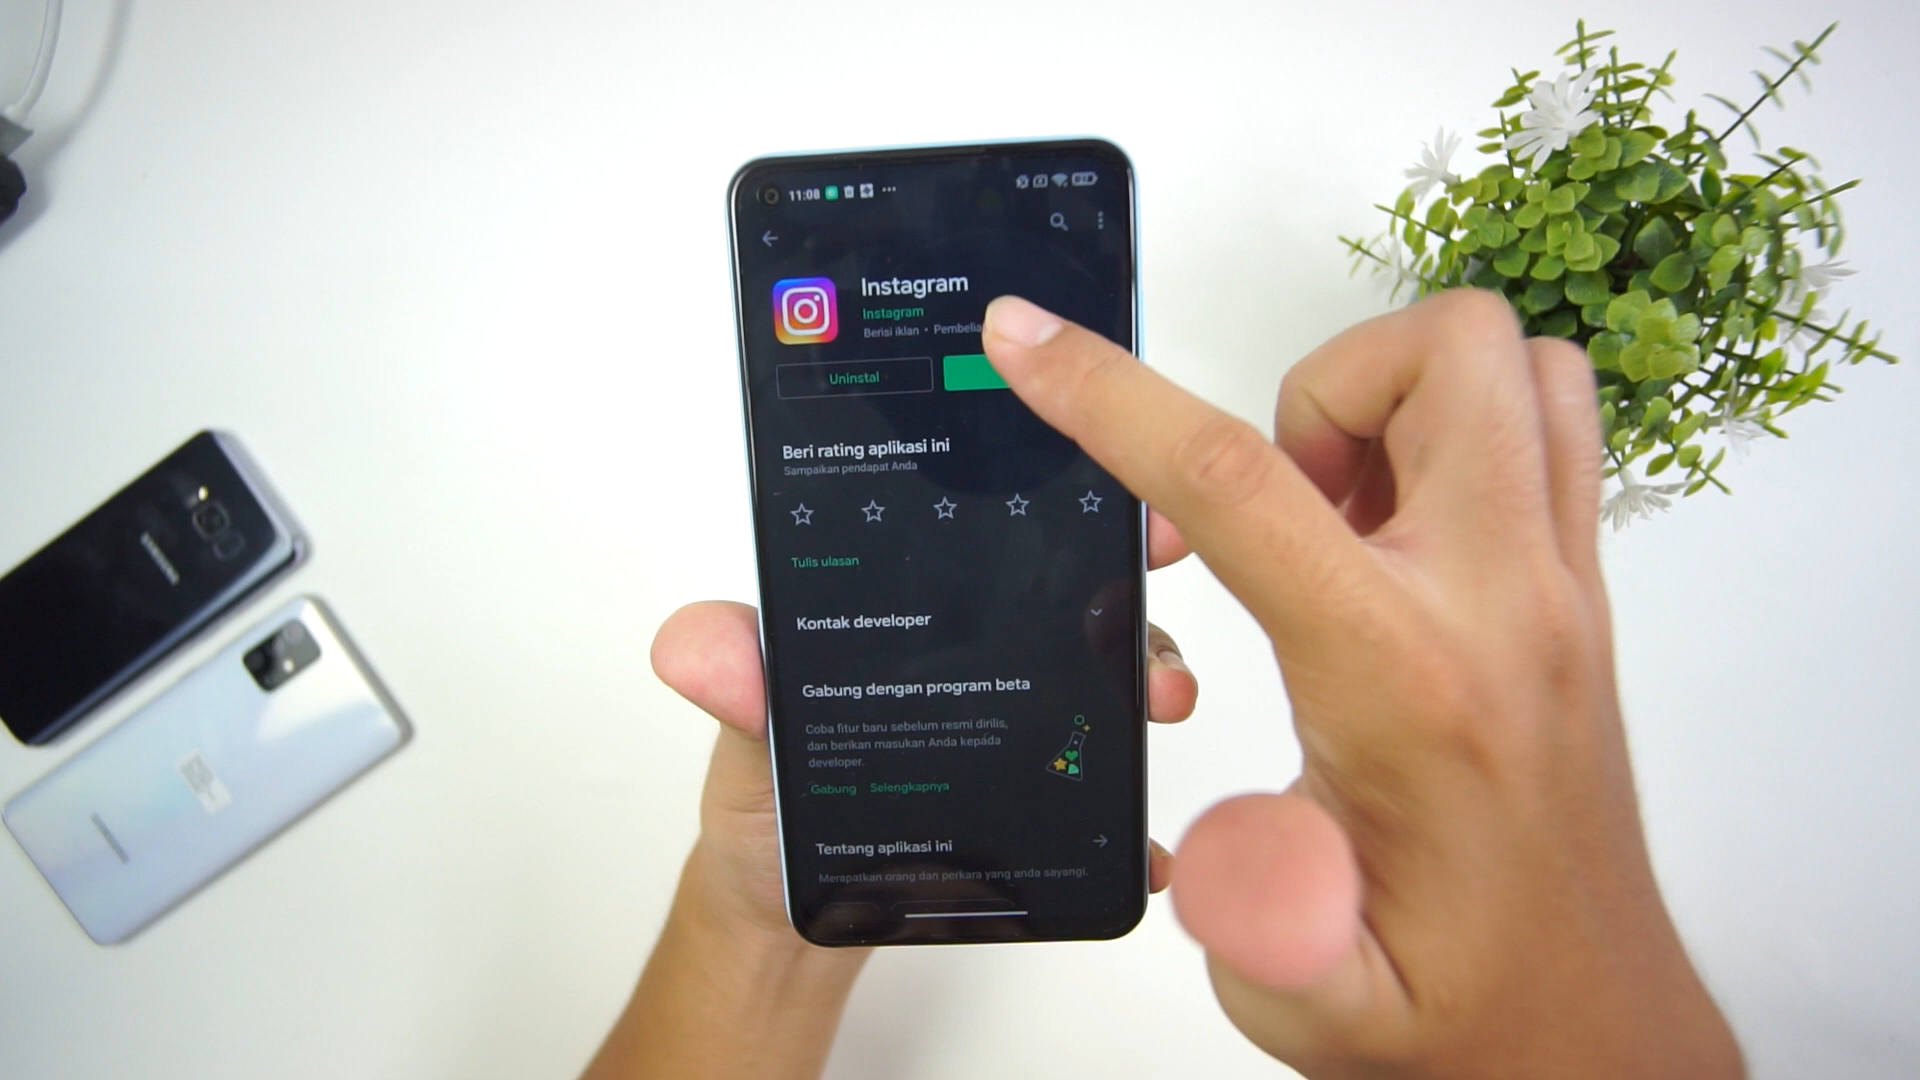 11:08
Instagram
Instagram
Berisi iklan • Pembelia
Uninstal
Beri rating aplikasi ini
Sampaikan pendapat Anda
Tulis ulasan
Kontak developer
Gabung dengan program beta
Coba fitur baru sebelum resmi dirilis,
dan berikan masukan Anda kepada
developer.
Gabung Selengkapnya
Tentang aplikasi ini
Merapatkan orang dan perkara yang anda sayangi.
SAMSUNG